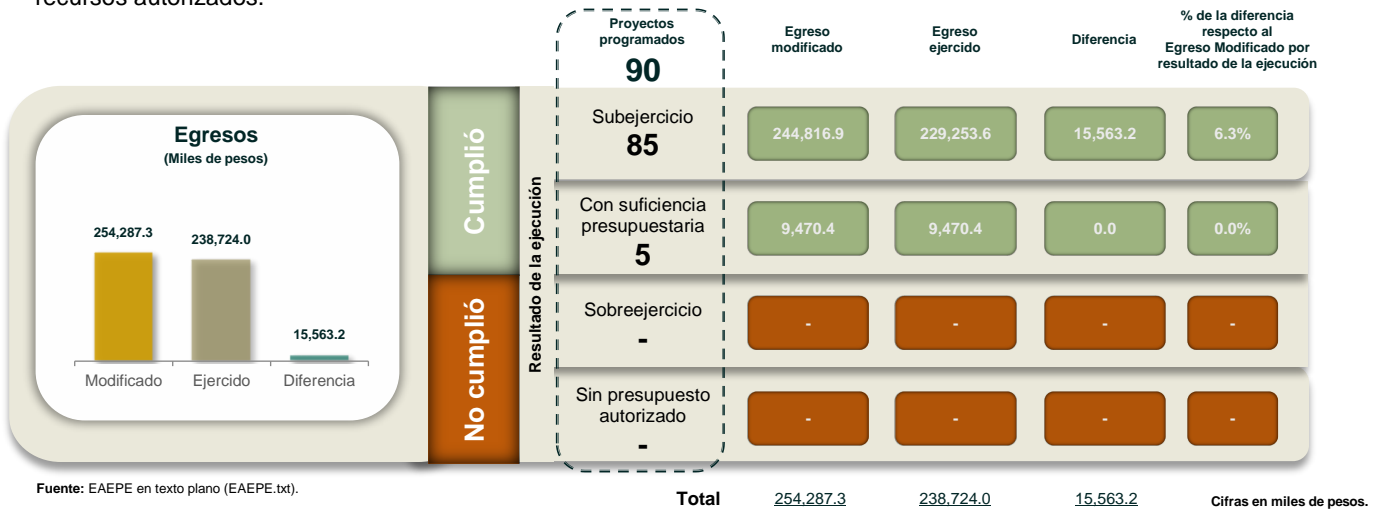 recursos autorizados.
Proyectos
programados
90
Egreso
modificado
Egreso
ejercido
Diferencia
% de la diferencia
respecto al
Egreso Modificado por
resultado de la ejecución
Egresos
(Miles de pesos)
254,287.3
238,724.0
15,563.2
Modificado
Ejercido
Diferencia
Cumplió
No cumplió
Resultado de la ejecución
Subejercicio
85
244,816.9
229,253.6
15,563.2
6.3%
Con suficiencia
presupuestaria
5
9,470.4
9,470.4
0.0
0.0%
Sobreejercicio
-
-
-
-
-
Sin presupuesto
autorizado
-
-
-
-
-
Fuente: EAEPE en texto plano (EAEPE.txt).
Total
254,287.3
238,724.0
15,563.2
Cifras en miles de pesos.